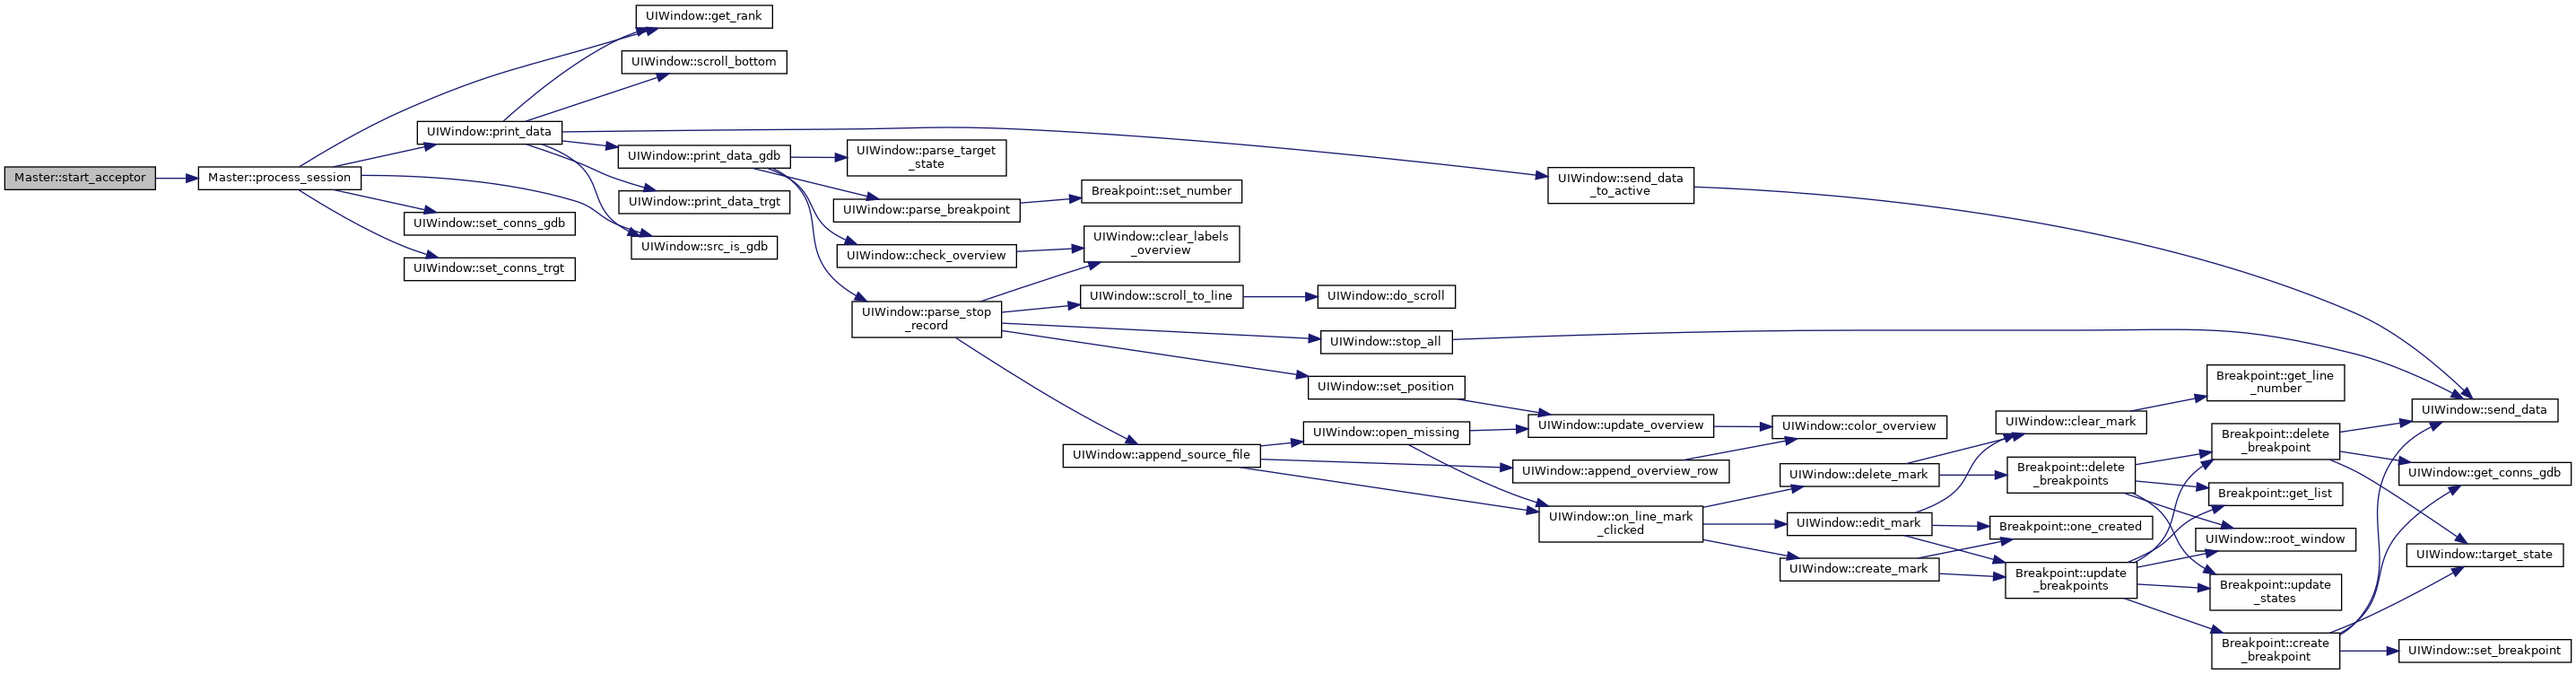 Master::start_acceptor
Master::process_session
UIWindow::get_rank
UIWindow::scroll_bottom
UIWindow::print_data
UIWindow::set_conns_gdb
UIWindow::set_conns_trgt
UIWindow::print_data_gdb
UIWindow::print_data_trgt
UIWindow::src_is_gdb
UIWindow::parse_target
_state
UIWindow::parse_breakpoint
UIWindow::check_overview
UIWindow::parse_stop
_record
Breakpoint::set_number
UIWindow::clear_labels
_overview
UIWindow::scroll_to_line
UIWindow::do_scroll
UIWindow::stop_all
UIWindow::set_position
UIWindow::append_source_file
UIWindow::open_missing
UIWindow::send_data
_to_active
UIWindow::update_overview
UIWindow::append_overview_row
UIWindow::on_line_mark
_clicked
UIWindow::color_overview
UIWindow::delete_mark
UIWindow::edit_mark
UIWindow::create_mark
UIWindow::clear_mark
Breakpoint::delete
_breakpoints
Breakpoint::one_created
Breakpoint::update
_breakpoints
Breakpoint::get_line
_number
Breakpoint::delete
_breakpoint
Breakpoint::get_list
UIWindow::root_window
Breakpoint::update
_states
Breakpoint::create
_breakpoint
UIWindow::send_data
UIWindow::get_conns_gdb
UIWindow::target_state
UIWindow::set_breakpoint